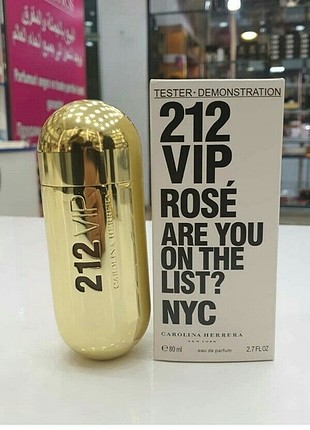 TESTER • DEMONSTRATION
212
VIP
ROSÉ
ARE YOU
ON THE
LIST?
NYC
CAROLINA HERRERA
NEW YORK
℮ 80 ml eau de parfum 2.7 FL OZ
212 VIP
CAROLINA HERRERA